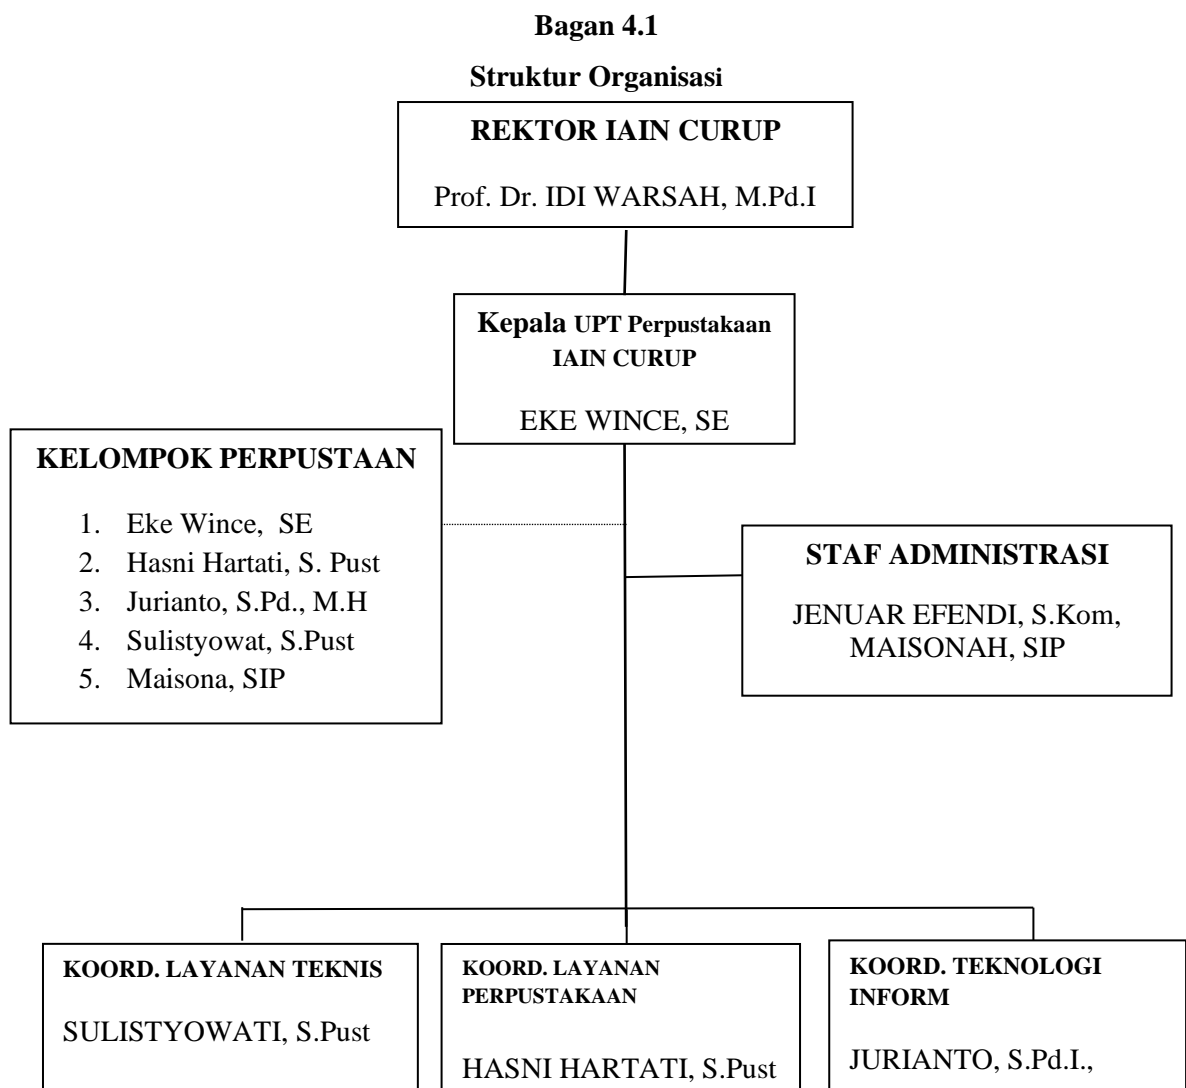 Bagan 4.1
Struktur Organisasi
REKTOR IAIN CURUP
Prof. Dr. IDI WARSAH, M.Pd.I
Kepala UPT Perpustakaan
IAIN CURUP
EKE WINCE, SE
KELOMPOK PERPUSTAAN
1. Eke Wince, SE
2. Hasni Hartati, S. Pust
3. Jurianto, S.Pd., M.H
4. Sulistyowat, S.Pust
5. Maisona, SIP
STAF ADMINISTRASI
JENUAR EFENDI, S.Kom,
MAISONAH, SIP
KOORD. LAYANAN TEKNIS
SULISTYOWATI, S.Pust
KOORD. LAYANAN
PERPUSTAKAAN
HASNI HARTATI, S.Pust
KOORD. TEKNOLOGI
INFORM
JURIANTO, S.Pd.I.,